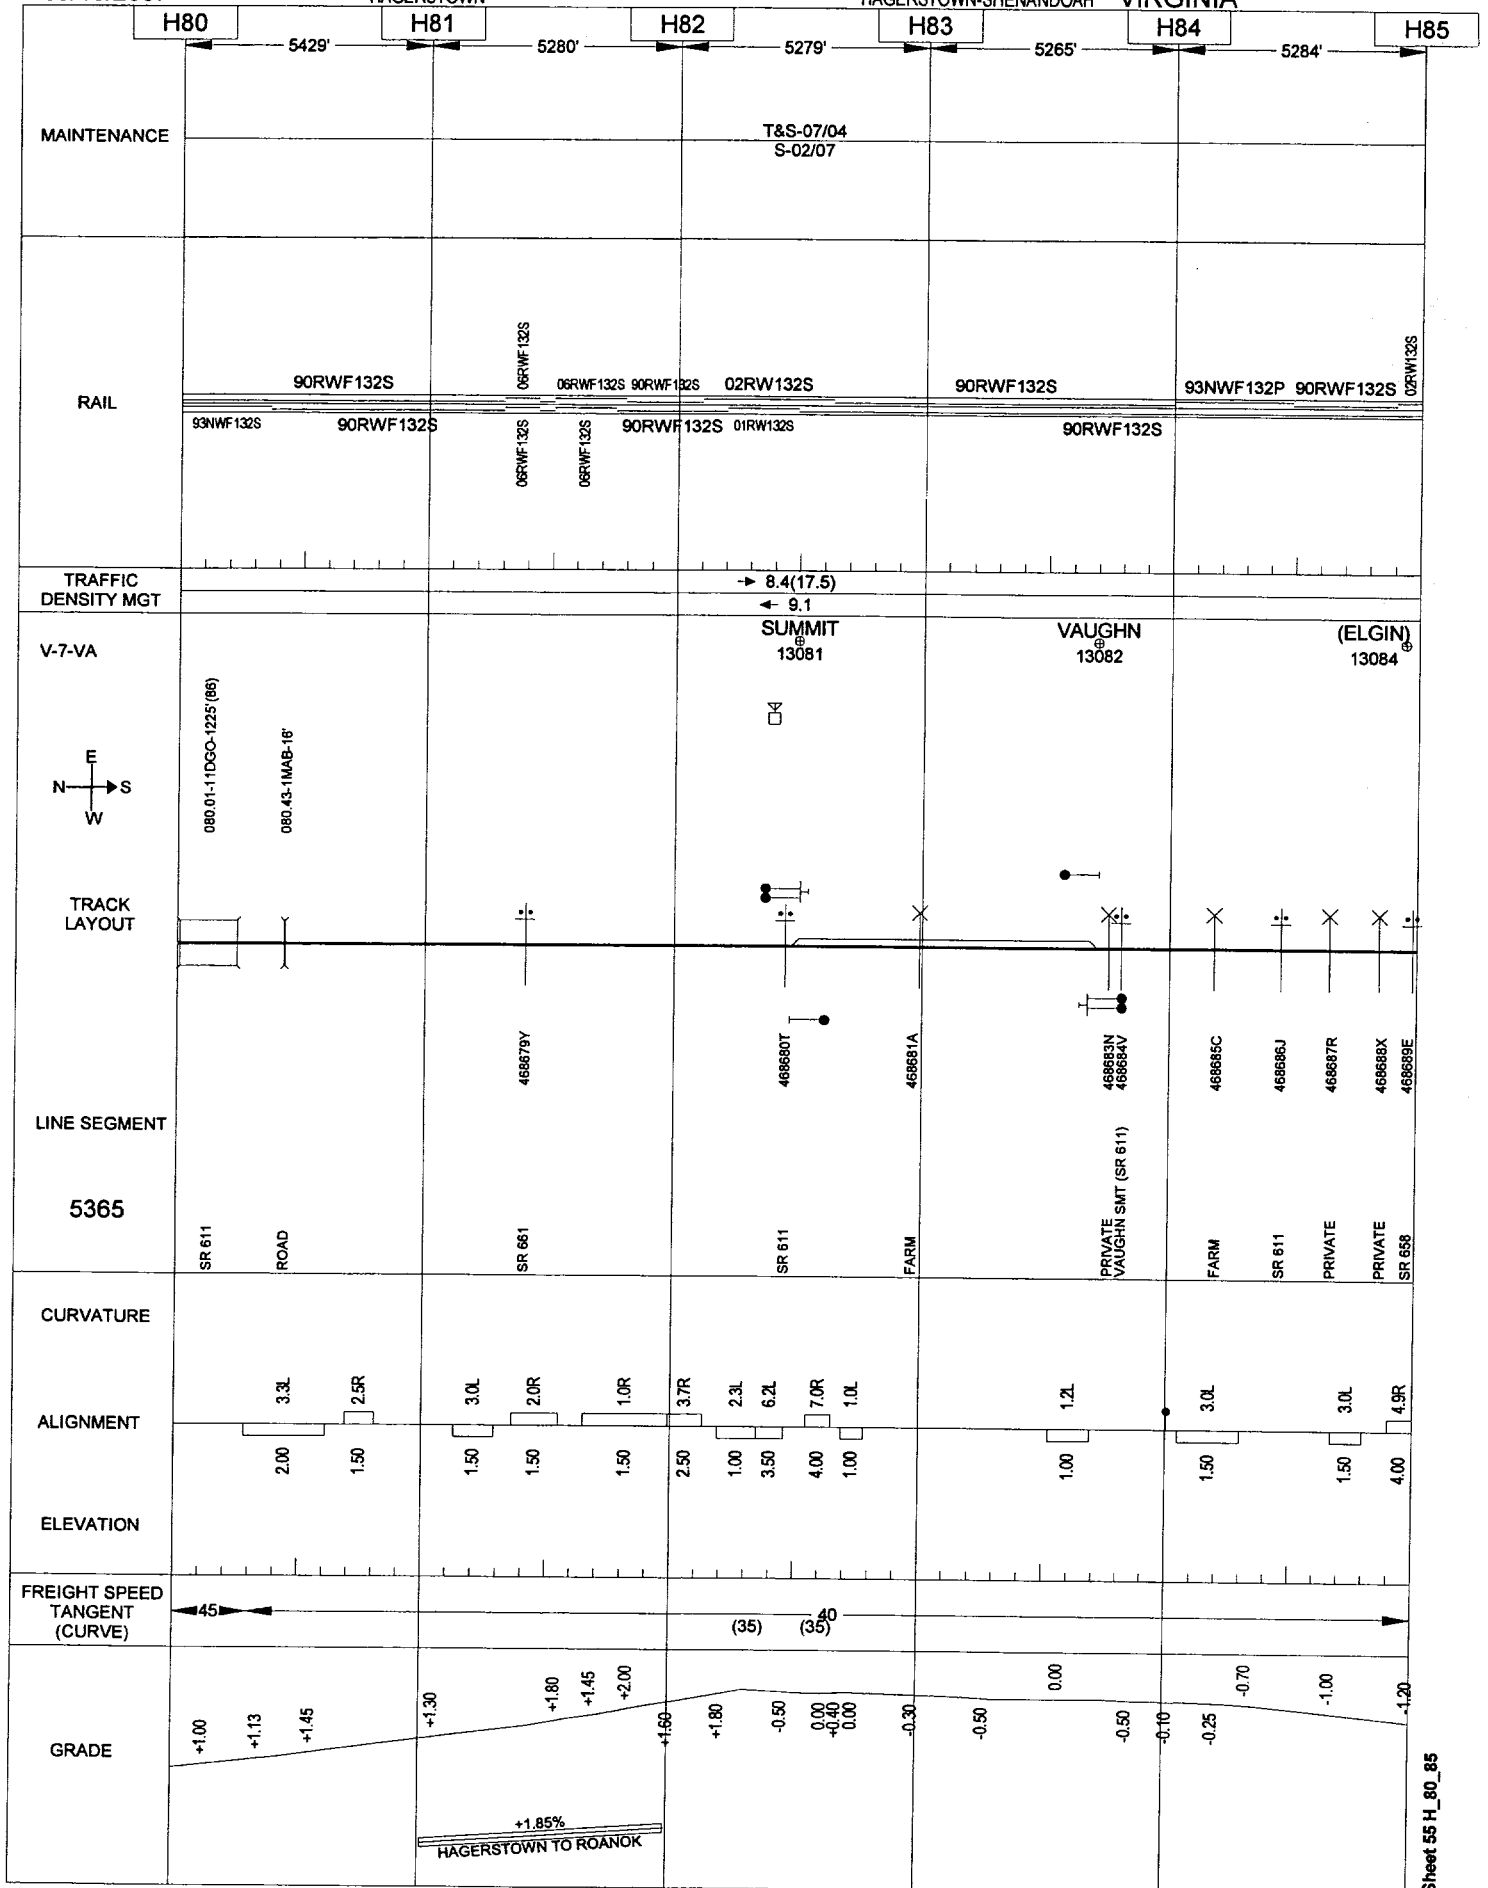 HAGERSTOWN
HAGERSTOWN-SHENANDOAH VIRGINIA
H80 H81 H82 H83 H84 H85
5429' 5280' 5279' 5265' 5284'
MAINTENANCE
T&S-07/04
S-02/07
RAIL
90RWF132S 06RWF132S 06RWF132S 90RWF132S 02RW132S 90RWF132S 93NWF132P 90RWF132S 02RW132S
93NWF132S 90RWF132S 06RWF132S 06RWF132S 90RWF132S 01RW132S 90RWF132S
TRAFFIC
DENSITY MGT
8.4(17.5)
9.1
V-7-VA
SUMMIT VAUGHN (ELGIN)
13081 13082 13084
080.01-11DGO-1225'(86)
080.43-1MAB-16'
E
N S
W
TRACK
LAYOUT
468679Y 468680T 468681A 468683N 468684V 468685C 468686J 468687R 468688X 468689E
LINE SEGMENT
5365
SR 611 ROAD SR 661 SR 611 FARM PRIVATE VAUGHN SMT (SR 611) FARM SR 611 PRIVATE PRIVATE SR 658
CURVATURE
3.3L 2.5R 3.0L 2.0R 1.0R 3.7R 2.3L 6.2L 7.0R 1.0L 1.2L 3.0L 3.0L 4.9R
ALIGNMENT
2.00 1.50 1.50 1.50 1.50 2.50 1.00 3.50 4.00 1.00 1.00 1.50 1.50 4.00
ELEVATION
FREIGHT SPEED
TANGENT
(CURVE)
45 40
(35) (35)
GRADE
+1.00 +1.13 +1.45 +1.30 +1.80 +1.45 +2.00 +1.60 +1.80 -0.50 0.00 +0.40 0.00 -0.30 -0.50 0.00 -0.50 -0.10 -0.25 -0.70 -1.00 -1.20
+1.85%
HAGERSTOWN TO ROANOK
Sheet 55 H_80_85